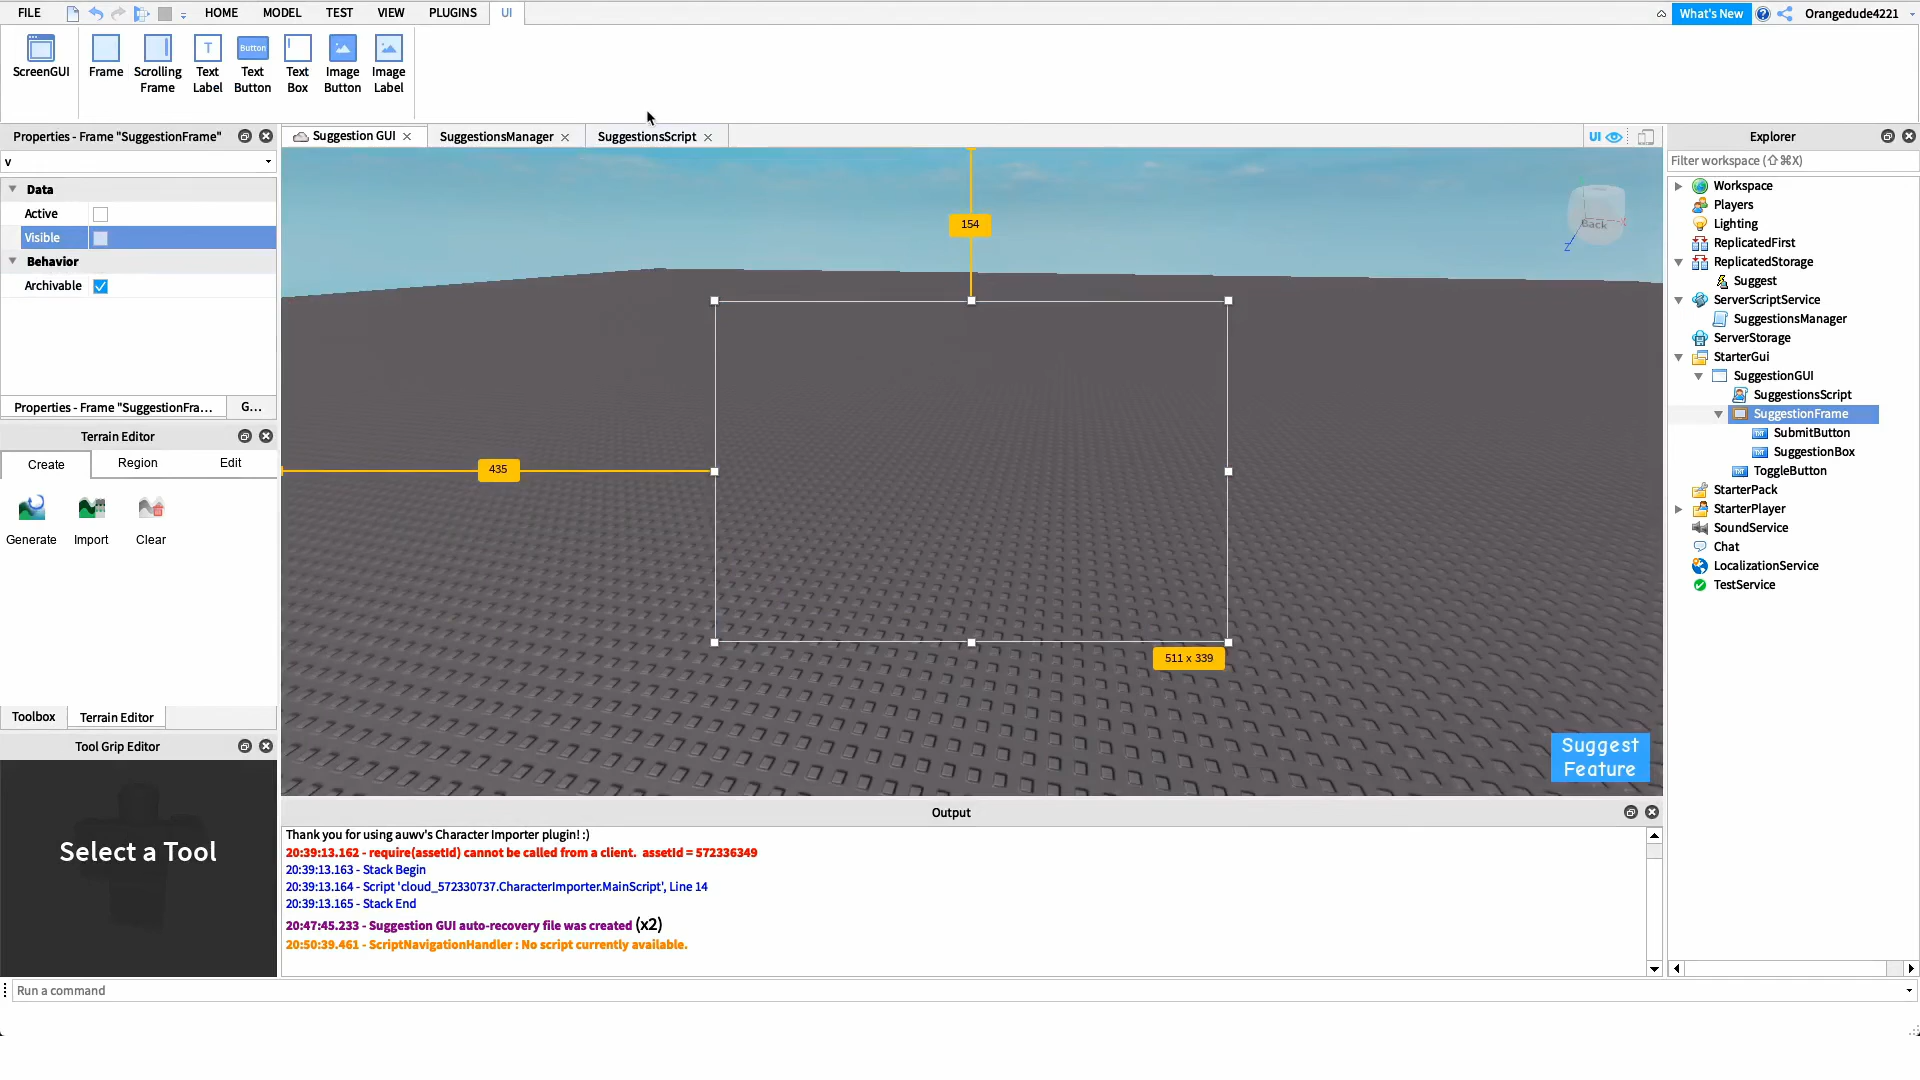 FILE
HOME
MODEL
TEST
VIEW
PLUGINS
UI
What's New
Orangedude4221
ScreenGUI
Frame
Scrolling
Frame
T
Text
Label
Button
Text
Button
Text
Box
Image
Button
Image
Label
Properties - Frame "SuggestionFrame"
v
Data
Active
Visible
Behavior
Archivable
Properties - Frame "SuggestionFra...
G...
Terrain Editor
Create
Region
Edit
Generate
Import
Clear
Toolbox
Terrain Editor
Tool Grip Editor
Select a Tool
Suggestion GUI
SuggestionsManager
SuggestionsScript
UI
154
435
511 x 339
Back
Z
Suggest
Feature
Output
Thank you for using auwv's Character Importer plugin! :)
20:39:13.162 - require(assetId) cannot be called from a client. assetId = 572336349
20:39:13.163 - Stack Begin
20:39:13.164 - Script 'cloud_572330737.CharacterImporter.MainScript', Line 14
20:39:13.165 - Stack End
20:47:45.233 - Suggestion GUI auto-recovery file was created (x2)
20:50:39.461 - ScriptNavigationHandler : No script currently available.
Run a command
Explorer
Filter workspace (⇧⌘X)
Workspace
Players
Lighting
ReplicatedFirst
ReplicatedStorage
Suggest
ServerScriptService
SuggestionsManager
ServerStorage
StarterGui
SuggestionGUI
SuggestionsScript
SuggestionFrame
SubmitButton
SuggestionBox
ToggleButton
StarterPack
StarterPlayer
SoundService
Chat
LocalizationService
TestService